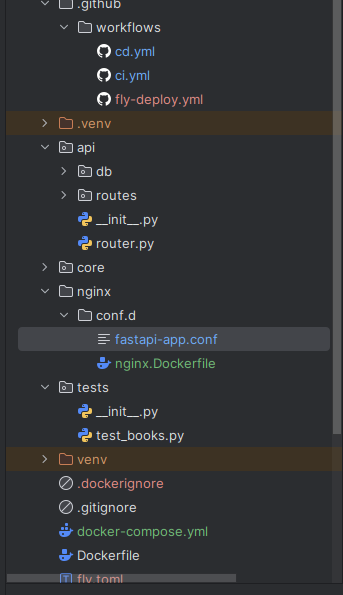 .github
workflows
cd.yml
ci.yml
fly-deploy.yml
.venv
api
db
routes
__init__.py
router.py
core
nginx
conf.d
fastapi-app.conf
nginx.Dockerfile
tests
__init__.py
test_books.py
venv
.dockerignore
.gitignore
docker-compose.yml
Dockerfile
fly.toml